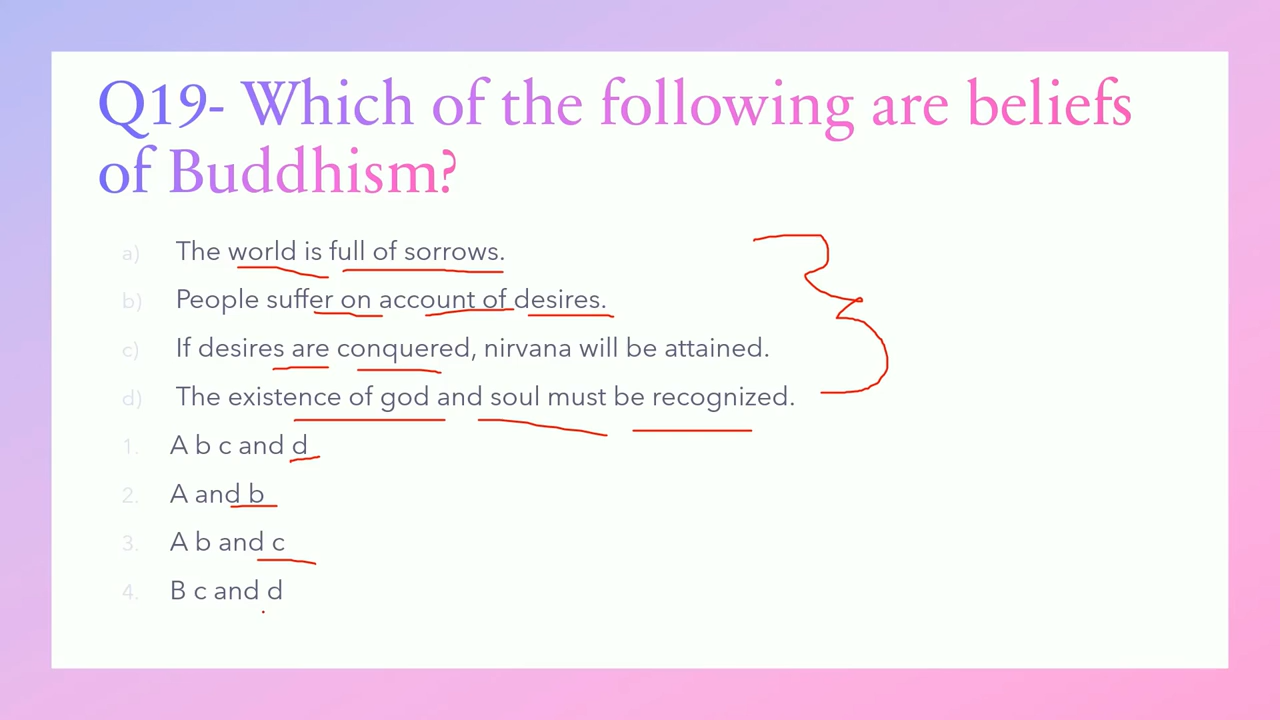 Q19- Which of the following are beliefs
of Buddhism?
a) The world is full of sorrows.
b) People suffer on account of desires.
c) If desires are conquered, nirvana will be attained.
d) The existence of god and soul must be recognized.
1. A b c and d
2. A and b
3. A b and c
4. B c and d